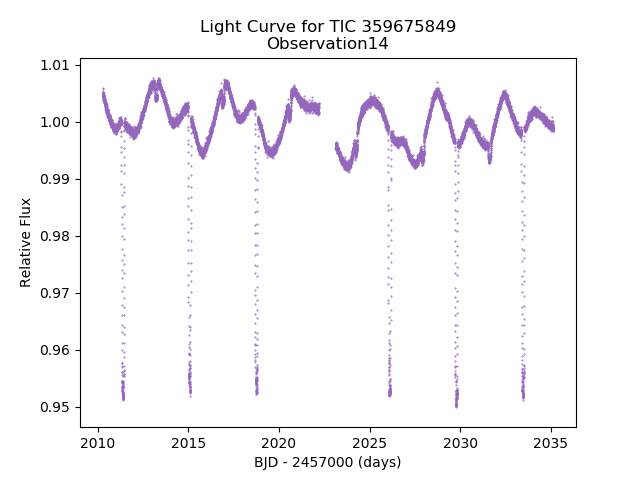 Light Curve for TIC 359675849
Observation14
1.01
1.00
0.99
0.98
0.97
0.96
0.95
Relative Flux
2010 2015 2020 2025 2030 2035
BJD - 2457000 (days)